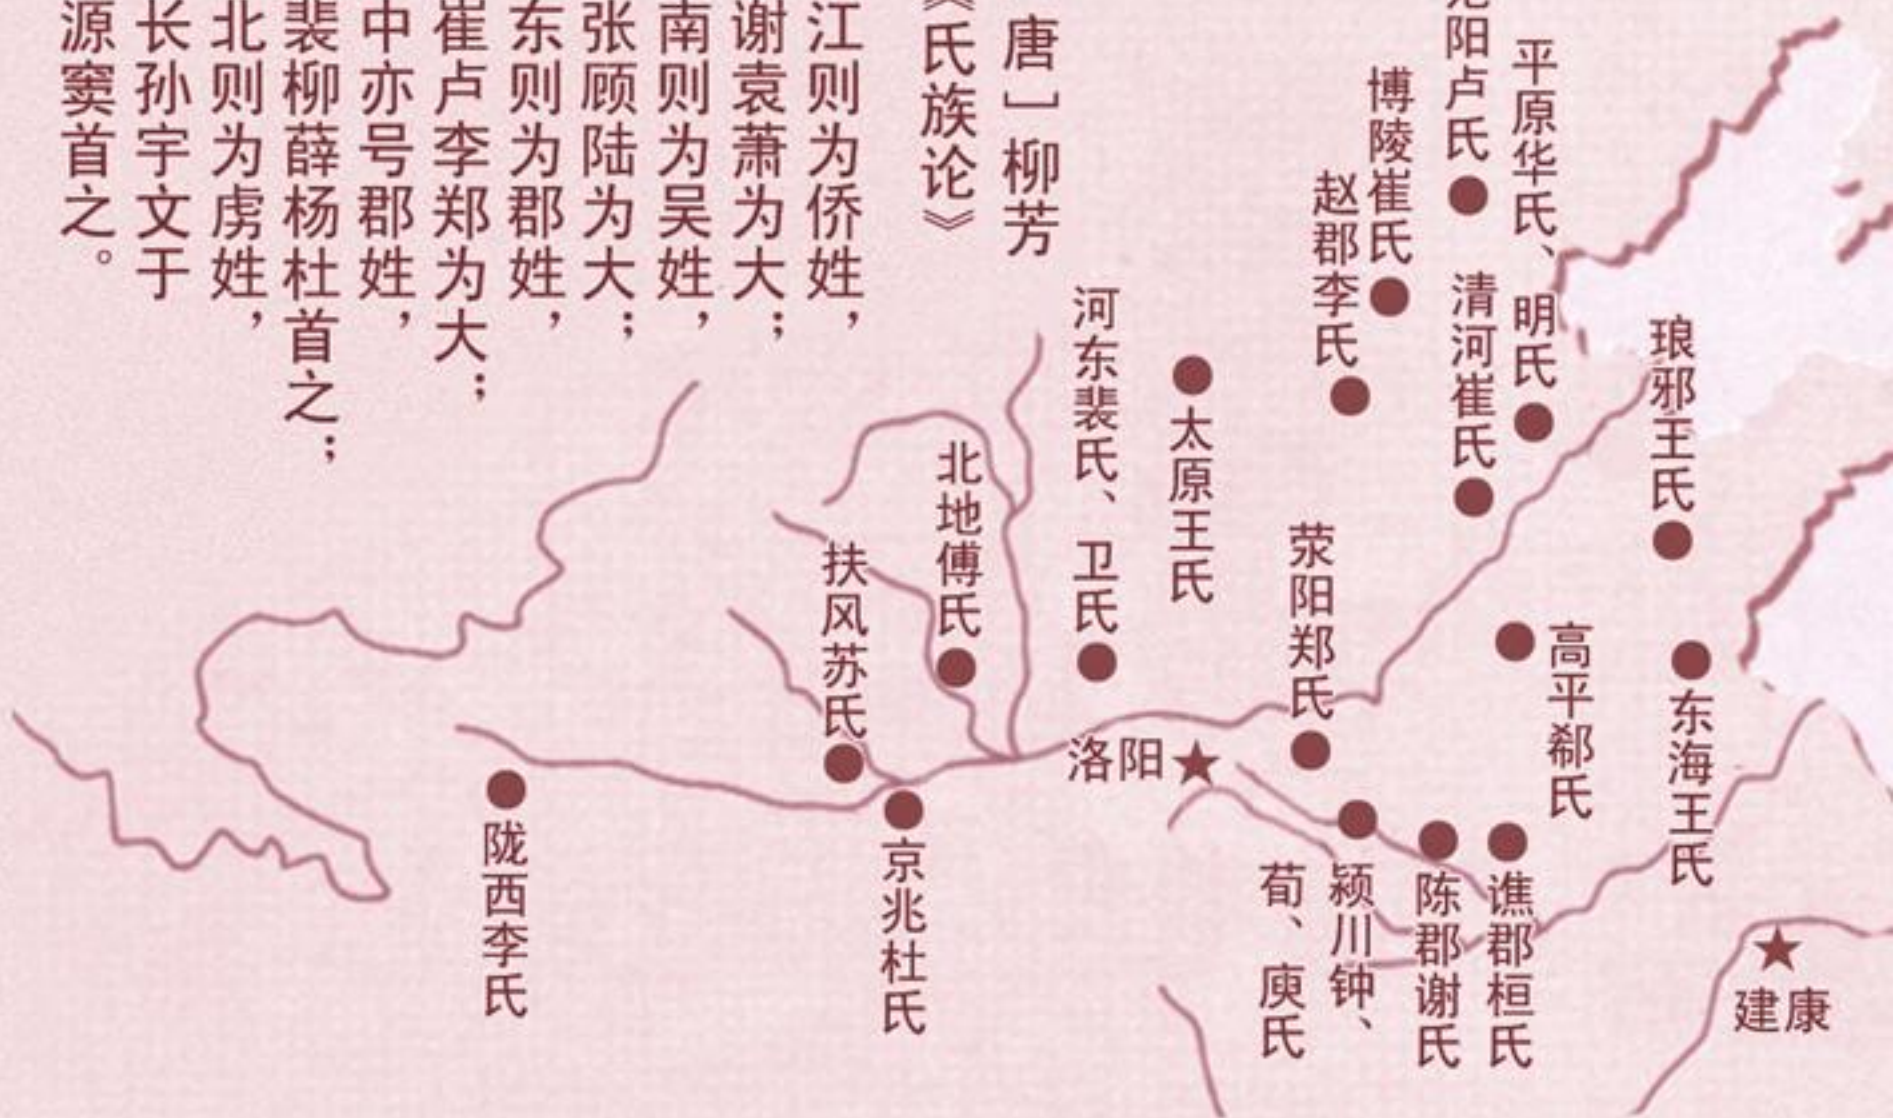 唐］柳芳
《氏族论》
江则为侨姓，
谢袁萧为大；
南则为吴姓，
张顾陆为大；
东则为郡姓，
崔卢李郑为大；
中亦号郡姓，
裴柳薛杨杜首之；
北则为虏姓，
长孙宇文于
源窦首之。
平原华氏、明氏
阳卢氏
博陵崔氏
赵郡李氏
清河崔氏
琅邪王氏
河东裴氏、卫氏
太原王氏
北地傅氏
扶风苏氏
荥阳郑氏
高平郗氏
东海王氏
洛阳
陇西李氏
京兆杜氏
颍川钟、
荀、庾氏
陈郡谢氏
谯郡桓氏
建康